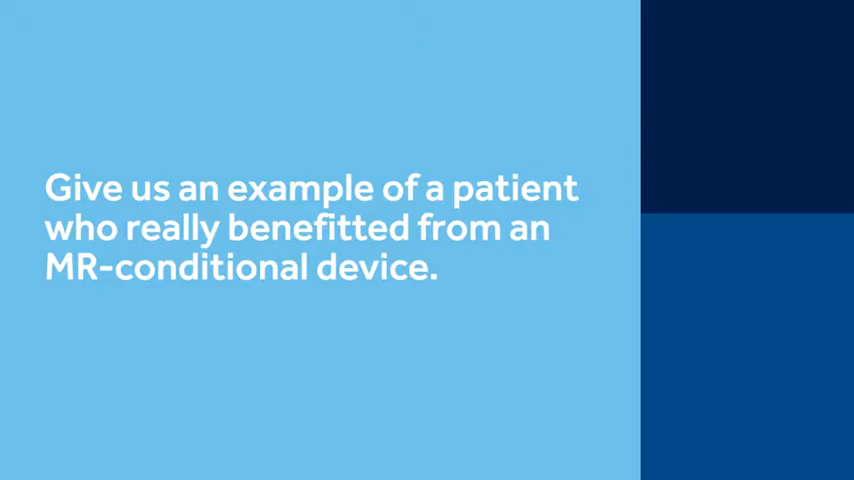 Give us an example of a patient
who really benefitted from an
MR-conditional device.